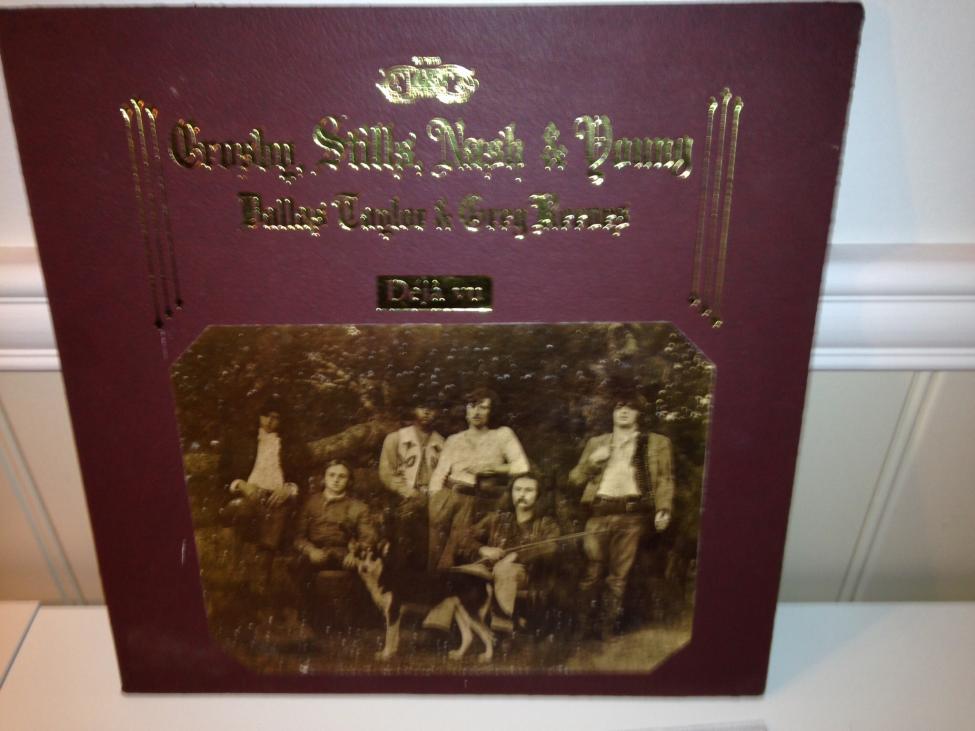 Crosby, Stills, Nash & Young
Dallas Taylor & Greg Reeves
Déjà vu